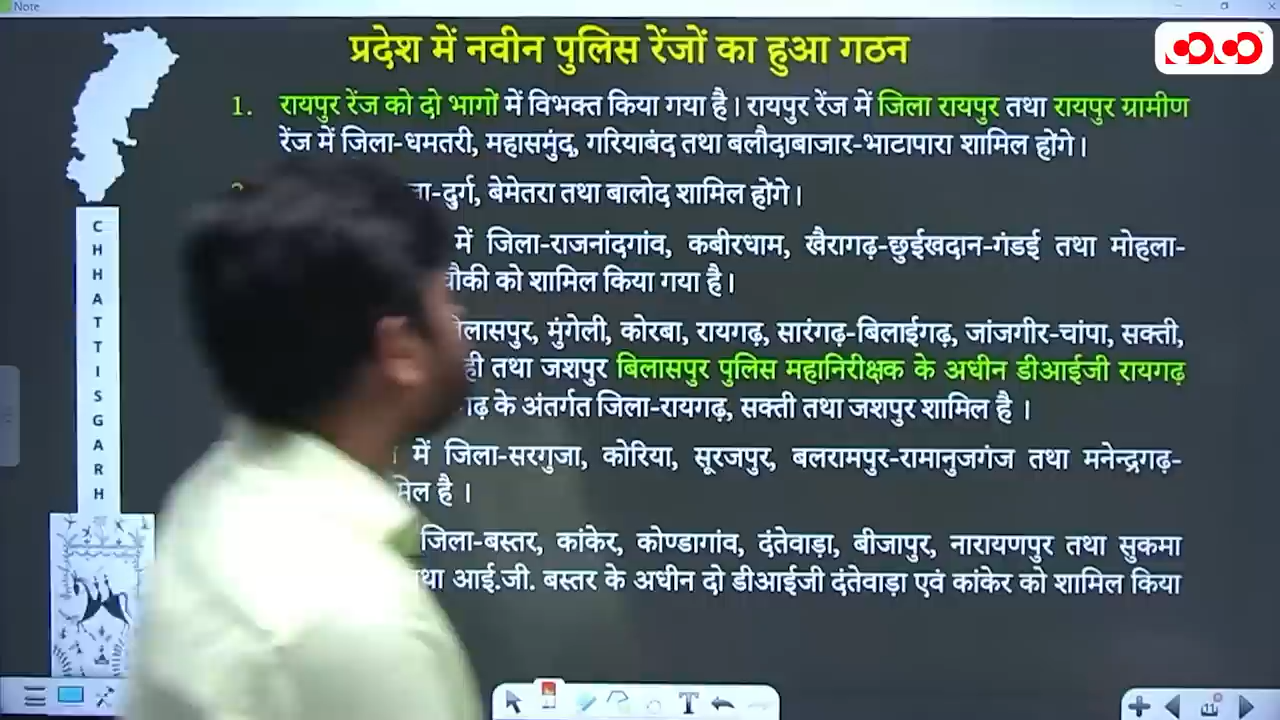 Note
प्रदेश में नवीन पुलिस रेंजों का हुआ गठन
1. रायपुर रेंज को दो भागों में विभक्त किया गया है। रायपुर रेंज में जिला रायपुर तथा रायपुर ग्रामीण
रेंज में जिला-धमतरी, महासमुंद, गरियाबंद तथा बलौदाबाजार-भाटापारा शामिल होंगे।
ला-दुर्ग, बेमेतरा तथा बालोद शामिल होंगे।
में जिला-राजनांदगांव, कबीरधाम, खैरागढ़-छुईखदान-गंडई तथा मोहला-
चौकी को शामिल किया गया है।
बिलासपुर, मुंगेली, कोरबा, रायगढ़, सारंगढ़-बिलाईगढ़, जांजगीर-चांपा, सक्ती,
ही तथा जशपुर बिलासपुर पुलिस महानिरीक्षक के अधीन डीआईजी रायगढ़
गढ़ के अंतर्गत जिला-रायगढ़, सक्ती तथा जशपुर शामिल है ।
में जिला-सरगुजा, कोरिया, सूरजपुर, बलरामपुर-रामानुजगंज तथा मनेन्द्रगढ़-
मिल है ।
जिला-बस्तर, कांकेर, कोण्डागांव, दंतेवाड़ा, बीजापुर, नारायणपुर तथा सुकमा
था आई.जी. बस्तर के अधीन दो डीआईजी दंतेवाड़ा एवं कांकेर को शामिल किया
CHHATTISGARH
11